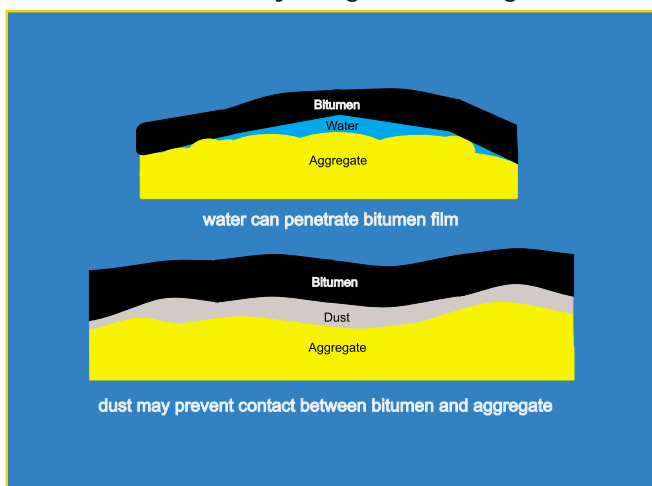 Bitumen
Water
Aggregate
water can penetrate bitumen film
Bitumen
Dust
Aggregate
dust may prevent contact between bitumen and aggregate